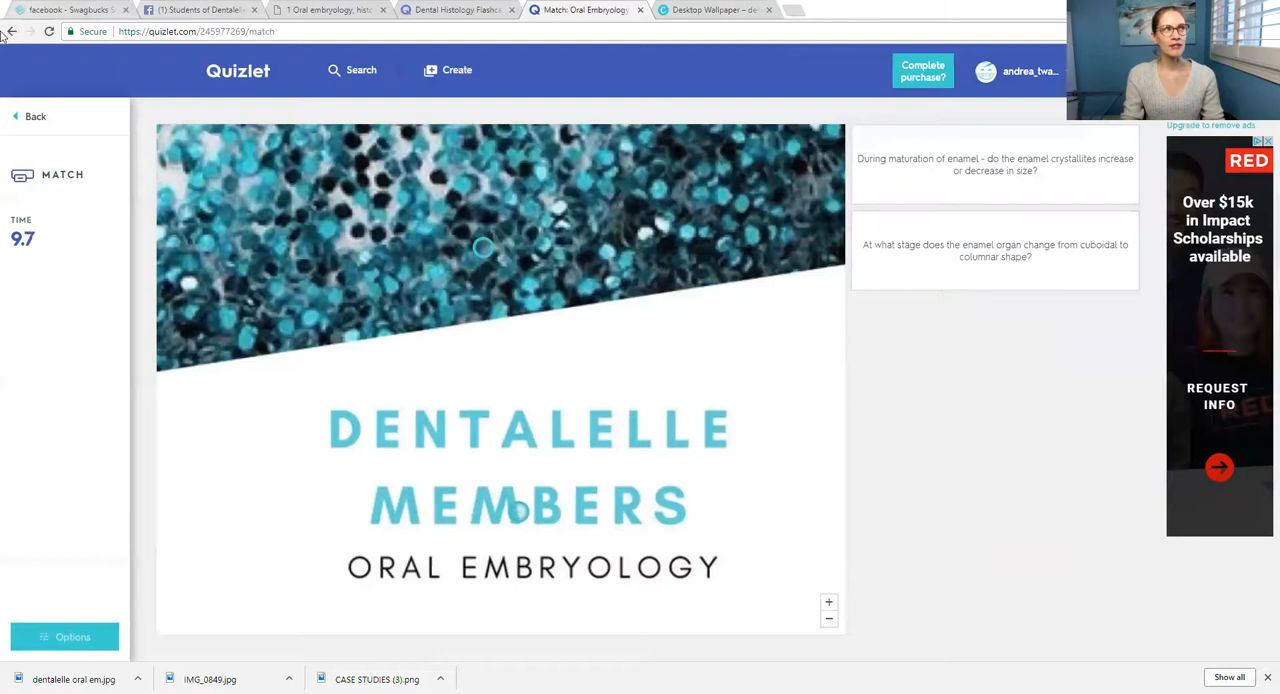 facebook - Swagbucks S
(1) Students of Dentalelle
1 Oral embryology, histo
Dental Histology Flashca
Match: Oral Embryology
Desktop Wallpaper – de
Secure
https://quizlet.com/245977269/match
Quizlet
Search
Create
Complete
purchase?
andrea_twa...
Back
MATCH
TIME
9.7
Options
DENTALELLE
MEMBERS
ORAL EMBRYOLOGY
+
−
During maturation of enamel - do the enamel crystallites increase
or decrease in size?
At what stage does the enamel organ change from cuboidal to
columnar shape?
Upgrade to remove ads
RED
Over $15k
in Impact
Scholarships
available
REQUEST
INFO
dentalelle oral em.jpg
IMG_0849.jpg
CASE STUDIES (3).png
Show all